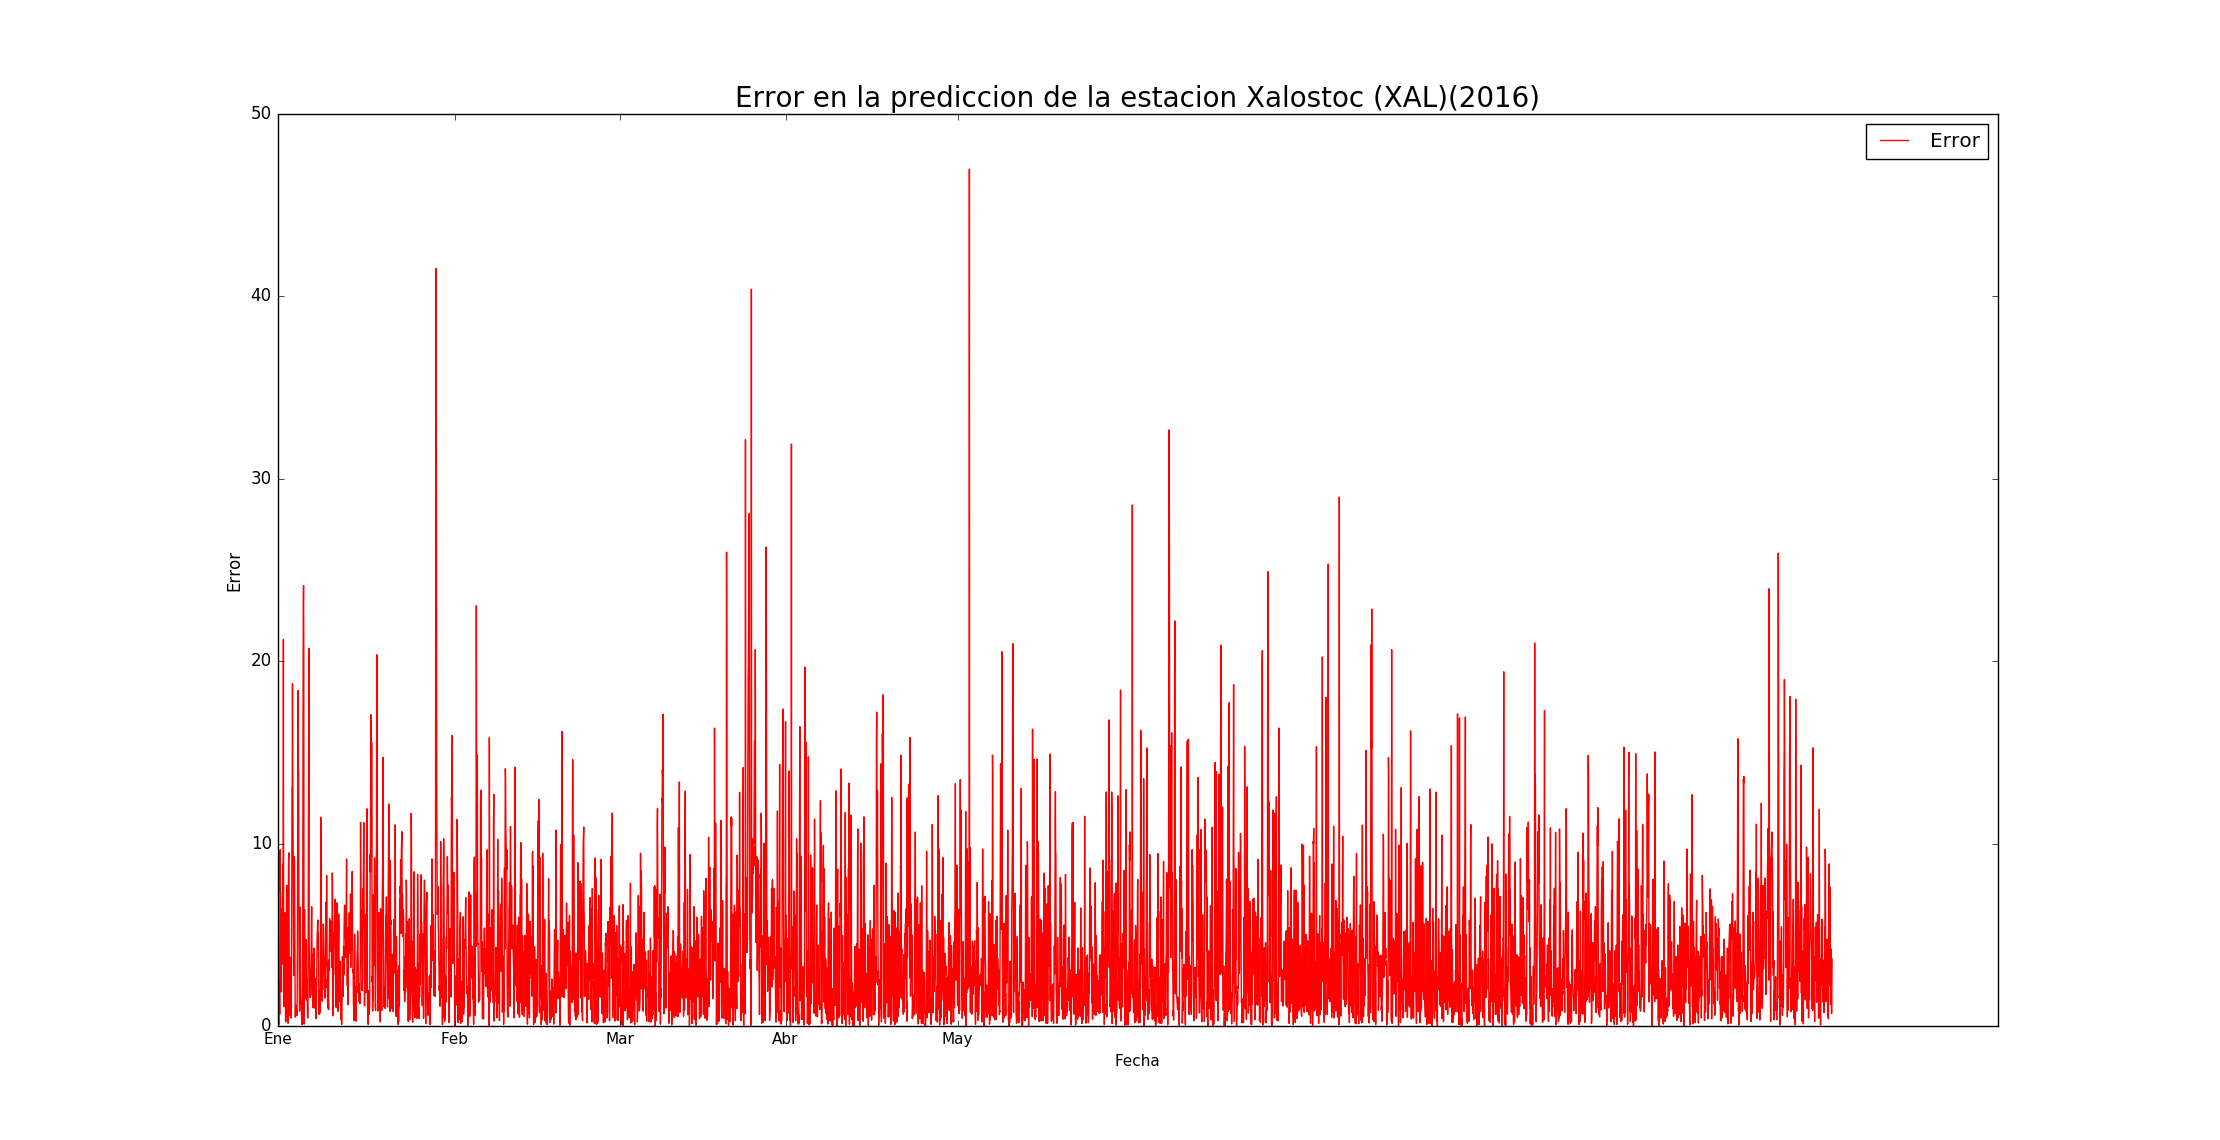 Error en la prediccion de la estacion Xalostoc (XAL)(2016)
50
Error
40
30
20
10
0
Error
Ene Feb Mar Abr May
Fecha